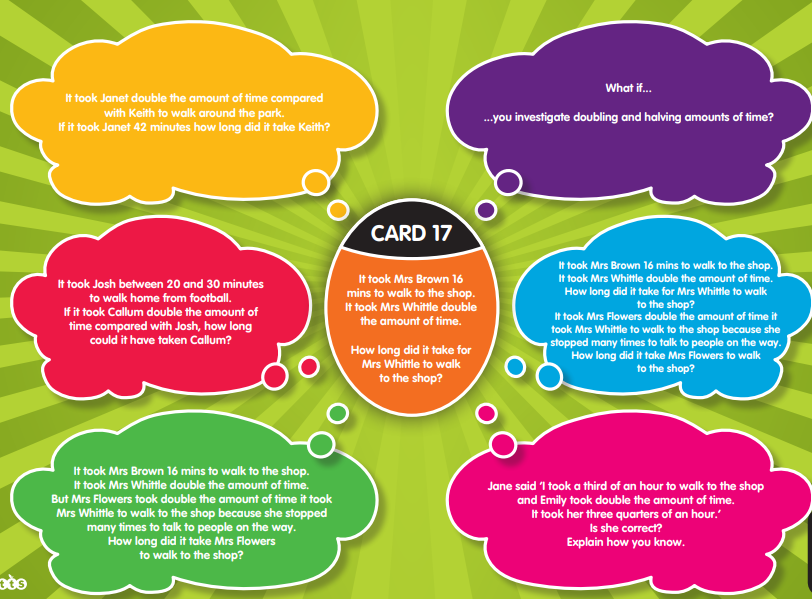 It took Janet double the amount of time compared
with Keith to walk around the park.
If it took Janet 42 minutes how long did it take Keith?
What if...
...you investigate doubling and halving amounts of time?
CARD 17
It took Mrs Brown 16
mins to walk to the shop.
It took Mrs Whittle double
the amount of time.
How long did it take for
Mrs Whittle to walk
to the shop?
It took Josh between 20 and 30 minutes
to walk home from football.
If it took Callum double the amount of
time compared with Josh, how long
could it have taken Callum?
It took Mrs Brown 16 mins to walk to the shop.
It took Mrs Whittle double the amount of time.
How long did it take for Mrs Whittle to walk
to the shop?
It took Mrs Flowers double the amount of time it
took Mrs Whittle to walk to the shop because she
stopped many times to talk to people on the way.
How long did it take Mrs Flowers to walk
to the shop?
It took Mrs Brown 16 mins to walk to the shop.
It took Mrs Whittle double the amount of time.
But Mrs Flowers took double the amount of time it took
Mrs Whittle to walk to the shop because she stopped
many times to talk to people on the way.
How long did it take Mrs Flowers
to walk to the shop?
Jane said ‘I took a third of an hour to walk to the shop
and Emily took double the amount of time.
It took her three quarters of an hour.’
Is she correct?
Explain how you know.
tts